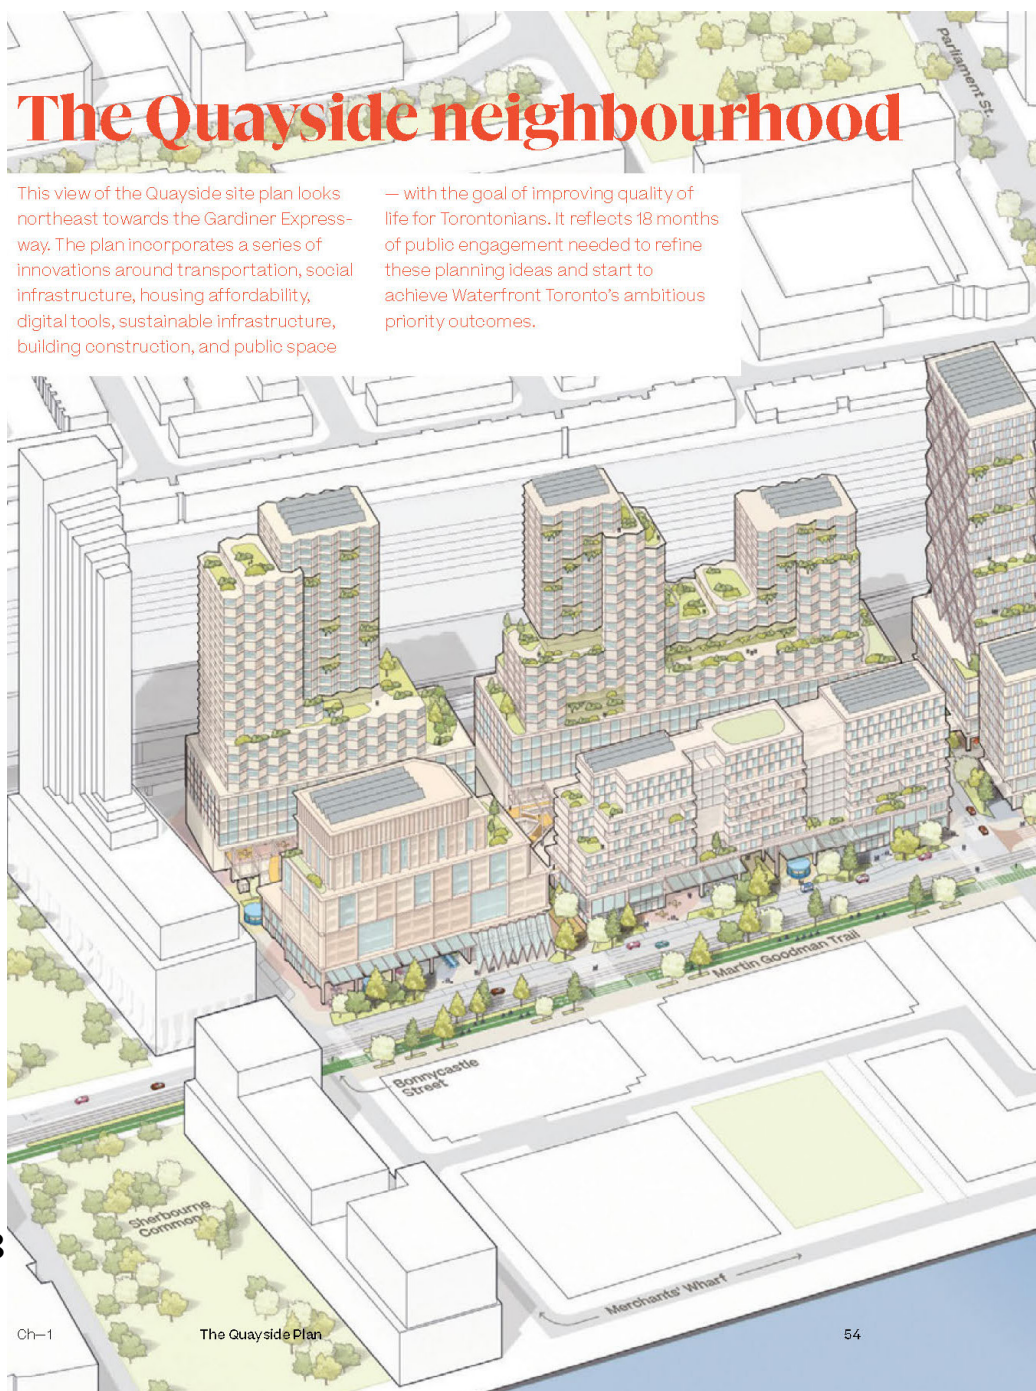 Parliament St.
The Quayside neighbourhood
This view of the Quayside site plan looks
northeast towards the Gardiner Express-
way. The plan incorporates a series of
innovations around transportation, social
infrastructure, housing affordability,
digital tools, sustainable infrastructure,
building construction, and public space
— with the goal of improving quality of
life for Torontonians. It reflects 18 months
of public engagement needed to refine
these planning ideas and start to
achieve Waterfront Toronto's ambitious
priority outcomes.
Martin Goodman Trail
Bonnycastle
Street
Sherbourne
Common
Merchants' Wharf
Ch—1
The Quayside Plan
54